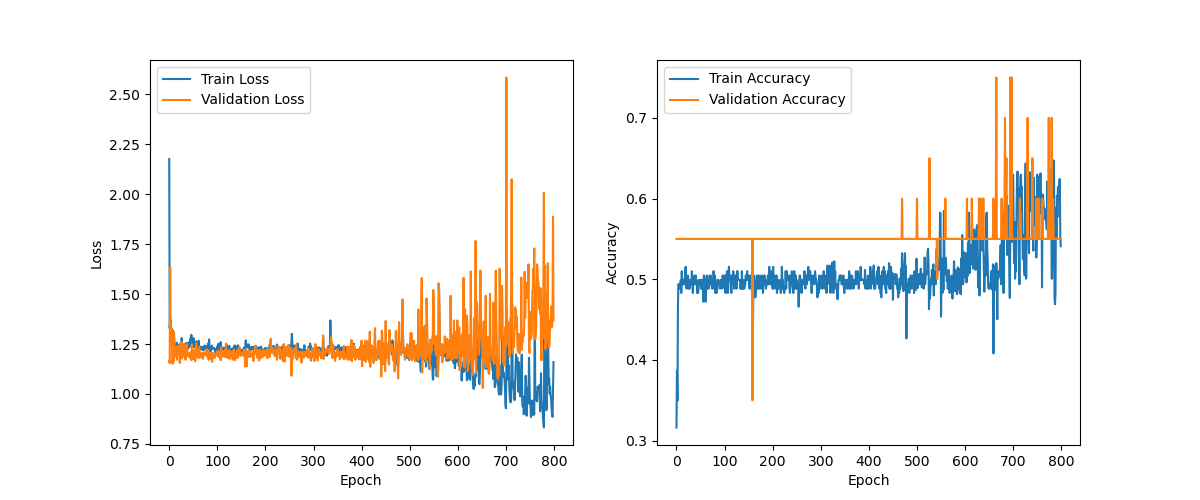 Train Loss
Validation Loss
2.50
2.25
2.00
1.75
1.50
1.25
1.00
0.75
Loss
0 100 200 300 400 500 600 700 800
Epoch
Train Accuracy
Validation Accuracy
0.7
0.6
0.5
0.4
0.3
Accuracy
0 100 200 300 400 500 600 700 800
Epoch